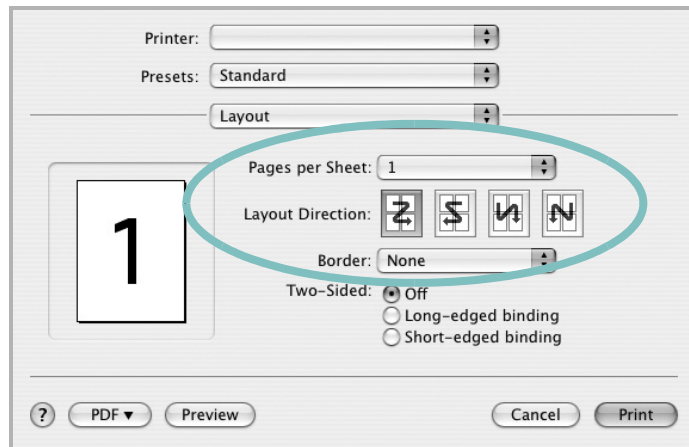 Printer:
Presets: Standard
Layout
Pages per Sheet: 1
1
Layout Direction:
Border: None
Two-Sided: Off
Long-edged binding
Short-edged binding
? PDF▼ Preview Cancel Print